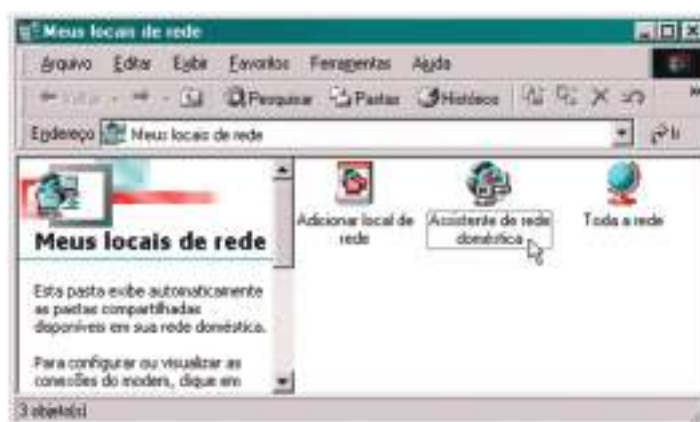 Meus locais de rede
Arquivo Editar Exibir Favoritos Ferramentas Ajuda
Voltar Pesquisar Pastas Histórico
Endereço Meus locais de rede Ir
Meus locais de rede
Esta pasta exibe automaticamente
as pastas compartilhadas
disponíveis em sua rede doméstica.
Para configurar ou visualizar as
conexões do modem, clique em
Adicionar local de
rede
Assistente de rede
doméstica
Toda a rede
3 objeto(s)